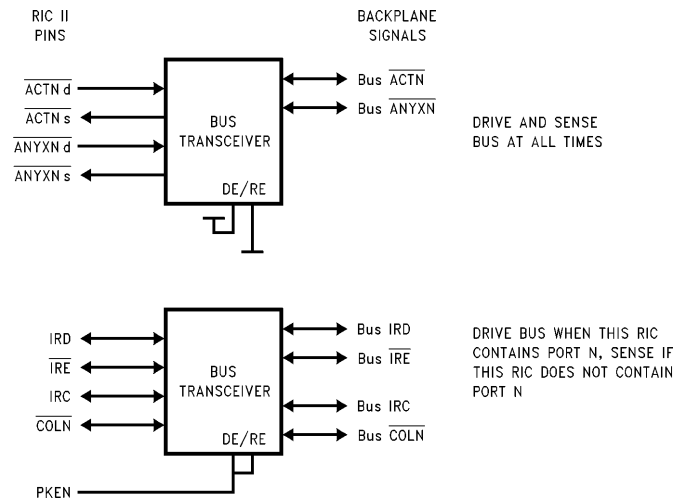 RIC II
PINS
BACKPLANE
SIGNALS
ACTN d
ACTN s
ANYXN d
ANYXN s
BUS
TRANSCEIVER
DE/RE
Bus ACTN
Bus ANYXN
DRIVE AND SENSE
BUS AT ALL TIMES
IRD
IRE
IRC
COLN
PKEN
BUS
TRANSCEIVER
DE/RE
Bus IRD
Bus IRE
Bus IRC
Bus COLN
DRIVE BUS WHEN THIS RIC
CONTAINS PORT N, SENSE IF
THIS RIC DOES NOT CONTAIN
PORT N